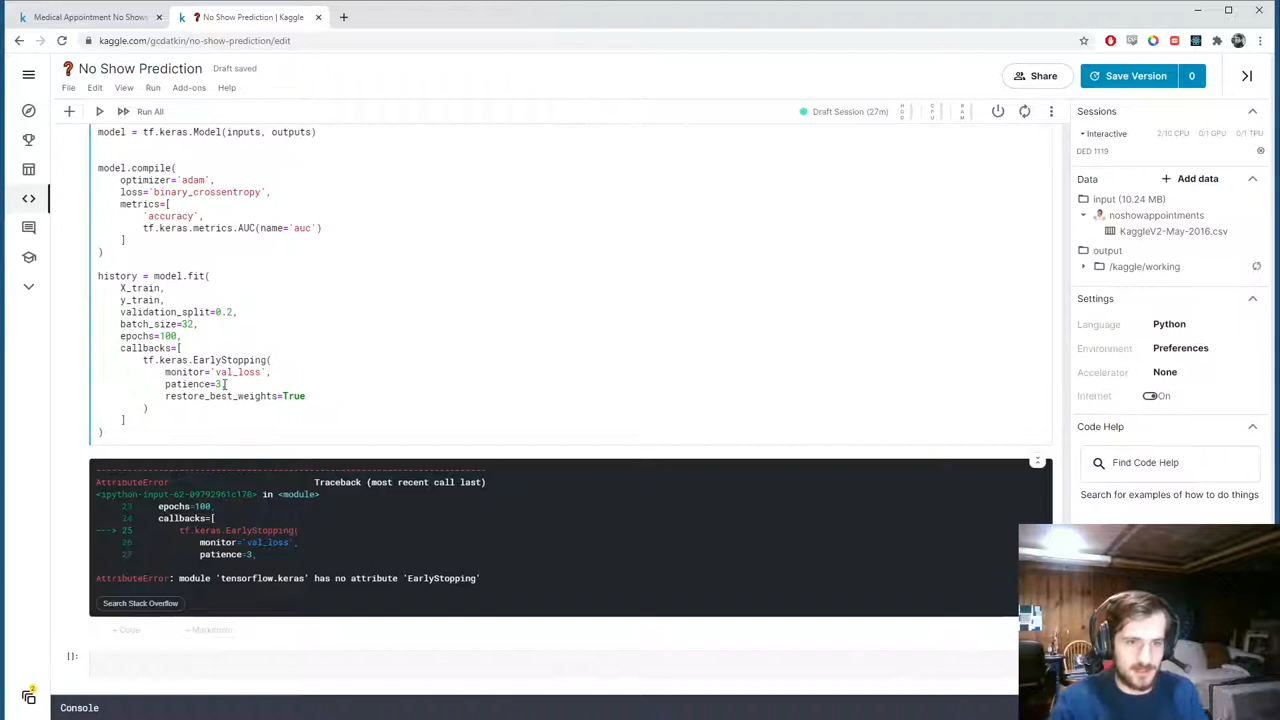 Medical Appointment No Shows
No Show Prediction | Kaggle
kaggle.com/gcdatkin/no-show-prediction/edit
No Show Prediction
Draft saved
Share
Save Version
0
File Edit View Run Add-ons Help
Run All
Draft Session (27m)
model = tf.keras.Model(inputs, outputs)
model.compile(
optimizer='adam',
loss='binary_crossentropy',
metrics=[
'accuracy',
tf.keras.metrics.AUC(name='auc')
]
)
history = model.fit(
X_train,
y_train,
validation_split=0.2,
batch_size=32,
epochs=100,
callbacks=[
tf.keras.EarlyStopping(
monitor='val_loss',
patience=3,
restore_best_weights=True
)
]
)
AttributeError Traceback (most recent call last)
<ipython-input-62-09792961c178> in <module>
23 epochs=100,
24 callbacks=[
---> 25 tf.keras.EarlyStopping(
26 monitor='val_loss',
27 patience=3,
AttributeError: module 'tensorflow.keras' has no attribute 'EarlyStopping'
Search Stack Overflow
+ Code
+ Markdown
[]:
Console
Sessions
Interactive
2/10 CPU 0/1 GPU 0/1 TPU
DED 1119
Data
+ Add data
input (10.24 MB)
noshowappointments
KaggleV2-May-2016.csv
output
/kaggle/working
Settings
Language Python
Environment Preferences
Accelerator None
Internet On
Code Help
Find Code Help
Search for examples of how to do things
2